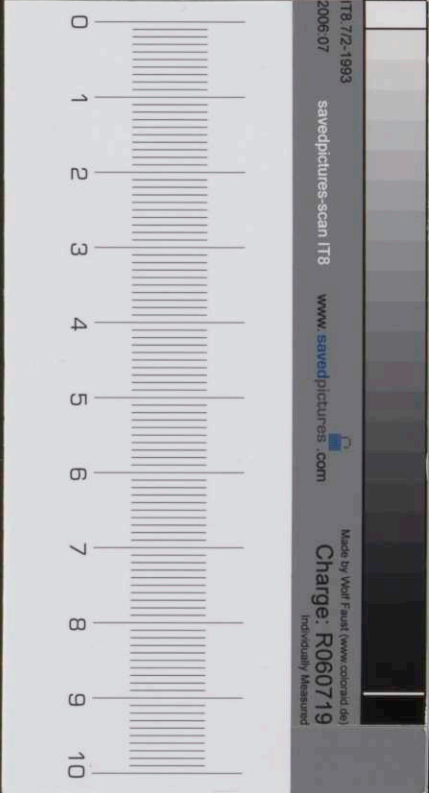 IT8.7/2-1993
2006:07
savedpictures-scan IT8
www.savedpictures.com
Made by Wolf Faust (www.coloraid.de)
Charge: R060719
Individually Measured
0
1
2
3
4
5
6
7
8
9
10